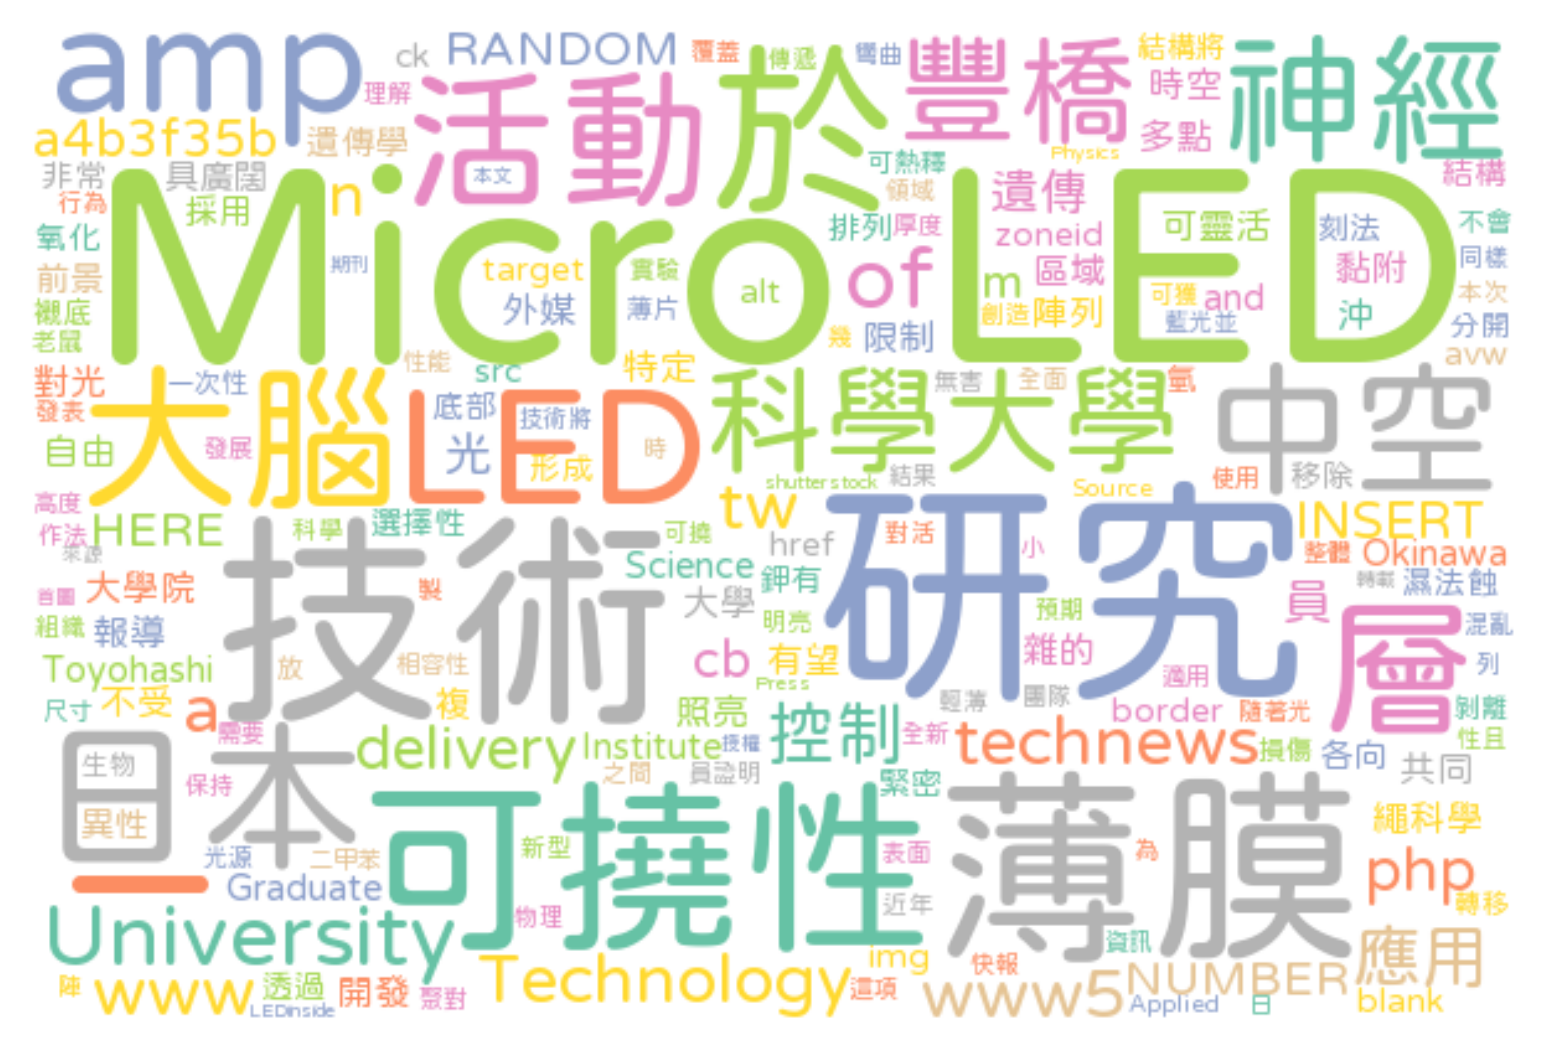 amp
ck
RANDOM
覆蓋
傳遞
彎曲
豐橋
結構將
神經
理解
活動
於
時空
a4b3f35b
遺傳學
多點
Physics
非常
具廣闊
本文
可熱釋
結構
行為
採用
n
領域
遺傳
Micro LED
氧化
期刊
排列
厚度
zoneid
可靈活
刻法
不會
前景
target
實驗
of
m
區域
黏附
同樣
襯底
外媒
薄片
alt
創造
陣列
可獲
and
本次
老鼠
幾
限制
藍光並
沖
分開
性能
src
特定
avw
對光
一次性
大腦
LED
底部
技術將
科學大學
無害
全面
氫
中空
發表
自由
發展
光
形成
時
shutterstock
結果
Source
使用
移除
高度
tw
研究
INSERT
作法
HERE
科學
選擇性
可撓
href
對活
小
整體
Okinawa
來源
技術
Science
鉀有
首圖
大學院
製
大學
預期
員
轉載
濕法蝕
組織
報導
明亮
雜的
層
混亂
Toyohashi
放
相容性
cb
有望
列
Press
適用
尺寸
不受
a
複
照亮
輕薄
團隊
border
隨著光
剝離
需要
日本
delivery
Institute
授權
控制
全新
technews
損傷
各向
性且
生物
保持
之間
員證明
緊密
共同
異性
可撓性
薄膜
繩科學
光源
二甲苯
新型
表面
為
一
Graduate
php
物理
近年
轉移
University
資訊
應用
陣
www
透過
開發
聚對
Technology
img
這項
快報
www5
NUMBER
LEDinside
Applied
日
blank